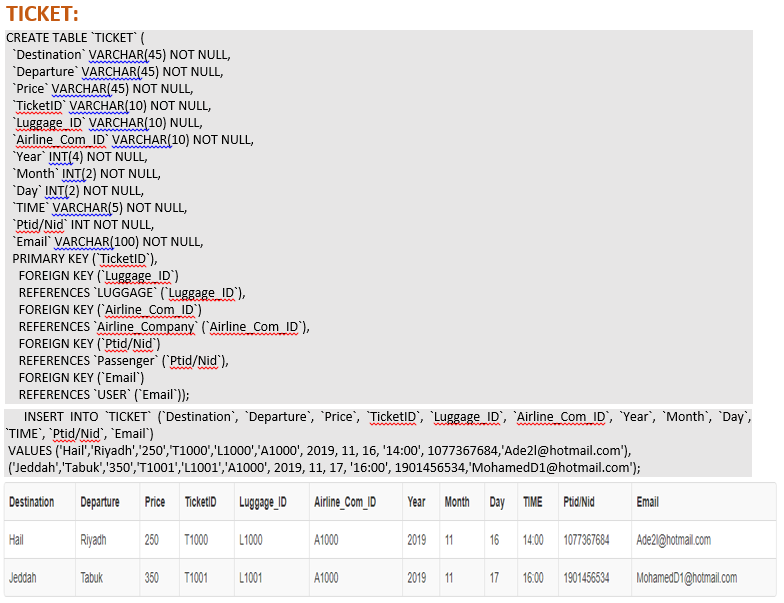 TICKET:
CREATE TABLE `TICKET` (
`Destination` VARCHAR(45) NOT NULL,
`Departure` VARCHAR(45) NOT NULL,
`Price` VARCHAR(45) NOT NULL,
`TicketID` VARCHAR(10) NOT NULL,
`Luggage_ID` VARCHAR(10) NULL,
`Airline_Com_ID` VARCHAR(10) NOT NULL,
`Year` INT(4) NOT NULL,
`Month` INT(2) NOT NULL,
`Day` INT(2) NOT NULL,
`TIME` VARCHAR(5) NOT NULL,
`Ptid/Nid` INT NOT NULL,
`Email` VARCHAR(100) NOT NULL,
PRIMARY KEY (`TicketID`),
FOREIGN KEY (`Luggage_ID`)
REFERENCES `LUGGAGE` (`Luggage_ID`),
FOREIGN KEY (`Airline_Com_ID`)
REFERENCES `Airline_Company` (`Airline_Com_ID`),
FOREIGN KEY (`Ptid/Nid`)
REFERENCES `Passenger` (`Ptid/Nid`),
FOREIGN KEY (`Email`)
REFERENCES `USER` (`Email`));
INSERT INTO `TICKET` (`Destination`, `Departure`, `Price`, `TicketID`, `Luggage_ID`, `Airline_Com_ID`, `Year`, `Month`, `Day`,
`TIME`, `Ptid/Nid`, `Email`)
VALUES ('Hail','Riyadh','250','T1000','L1000','A1000', 2019, 11, 16, '14:00', 1077367684,'Ade2l@hotmail.com'),
('Jeddah','Tabuk','350','T1001','L1001','A1000', 2019, 11, 17, '16:00', 1901456534,'MohamedD1@hotmail.com');
Destination Departure Price TicketID Luggage_ID Airline_Com_ID Year Month Day TIME Ptid/Nid Email
Hail Riyadh 250 T1000 L1000 A1000 2019 11 16 14:00 1077367684 Ade2l@hotmail.com
Jeddah Tabuk 350 T1001 L1001 A1000 2019 11 17 16:00 1901456534 MohamedD1@hotmail.com